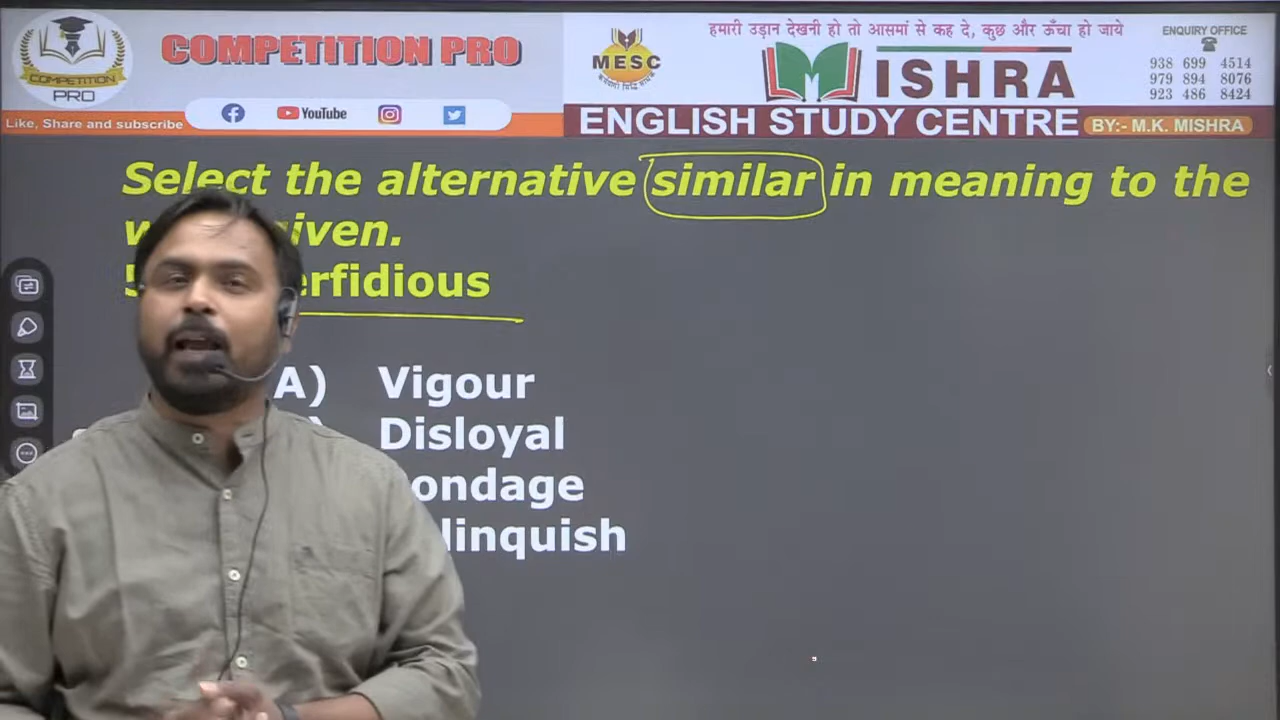 COMPETITION
PRO
COMPETITION PRO
Like, Share and subscribe
YouTube
MESC
हमारी उड़ान देखनी हो तो आसमां से कह दे, कुछ और ऊँचा हो जाये
MISHRA
ENGLISH STUDY CENTRE
BY:- M.K. MISHRA
ENQUIRY OFFICE
938 699 4514
979 894 8076
923 486 8424
Select the alternative similar in meaning to the
given.
erfidious
A) Vigour
) Disloyal
ondage
linquish